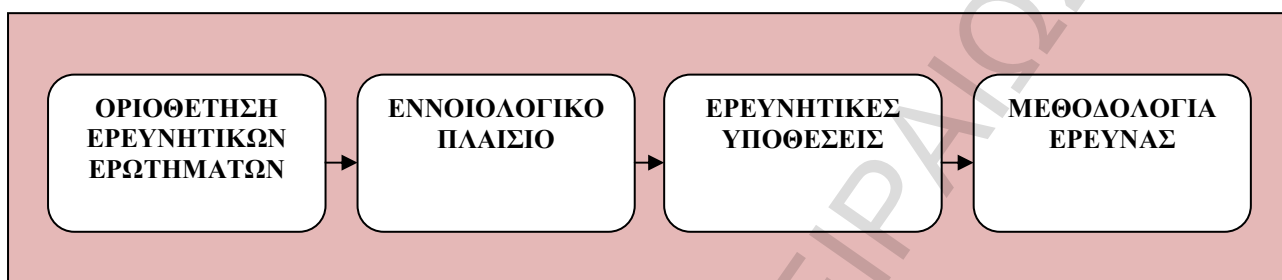 ΟΡΙΟΘΕΤΗΣΗ
ΕΡΕΥΝΗΤΙΚΩΝ
ΕΡΩΤΗΜΑΤΩΝ
ΕΝΝΟΙΟΛΟΓΙΚΟ
ΠΛΑΙΣΙΟ
ΕΡΕΥΝΗΤΙΚΕΣ
ΥΠΟΘΕΣΕΙΣ
ΜΕΘΟΔΟΛΟΓΙΑ
ΕΡΕΥΝΑΣ